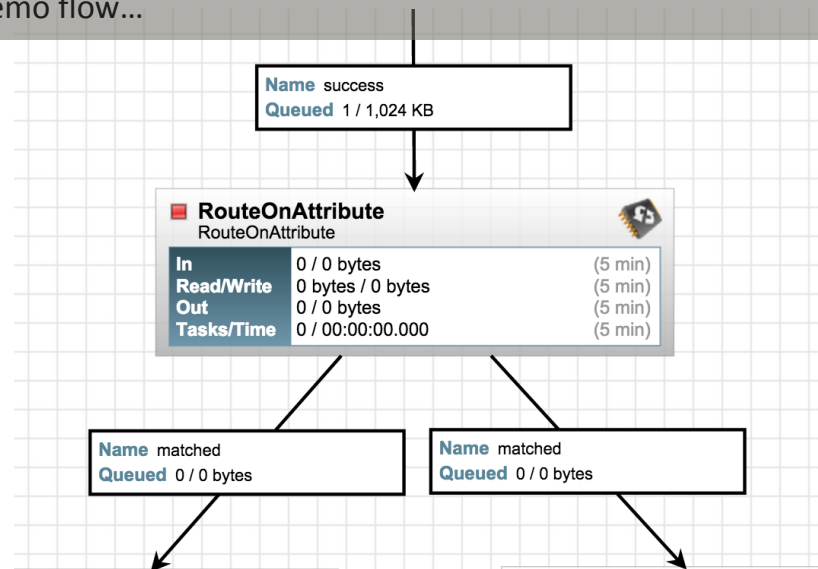 emo flow...
Name success
Queued 1 / 1,024 KB
RouteOnAttribute
RouteOnAttribute
In 0 / 0 bytes (5 min)
Read/Write 0 bytes / 0 bytes (5 min)
Out 0 / 0 bytes (5 min)
Tasks/Time 0 / 00:00:00.000 (5 min)
Name matched Name matched
Queued 0 / 0 bytes Queued 0 / 0 bytes